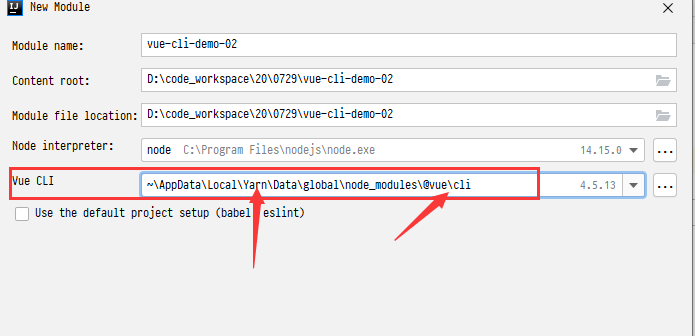 IJ New Module
Module name: vue-cli-demo-02
Content root: D:\code_workspace\20\0729\vue-cli-demo-02
Module file location: D:\code_workspace\20\0729\vue-cli-demo-02
Node interpreter: node C:\Program Files\nodejs\node.exe 14.15.0 ...
Vue CLI ~\AppData\Local\Yarn\Data\global\node_modules\@vue\cli 4.5.13 ...
Use the default project setup (babel, eslint)